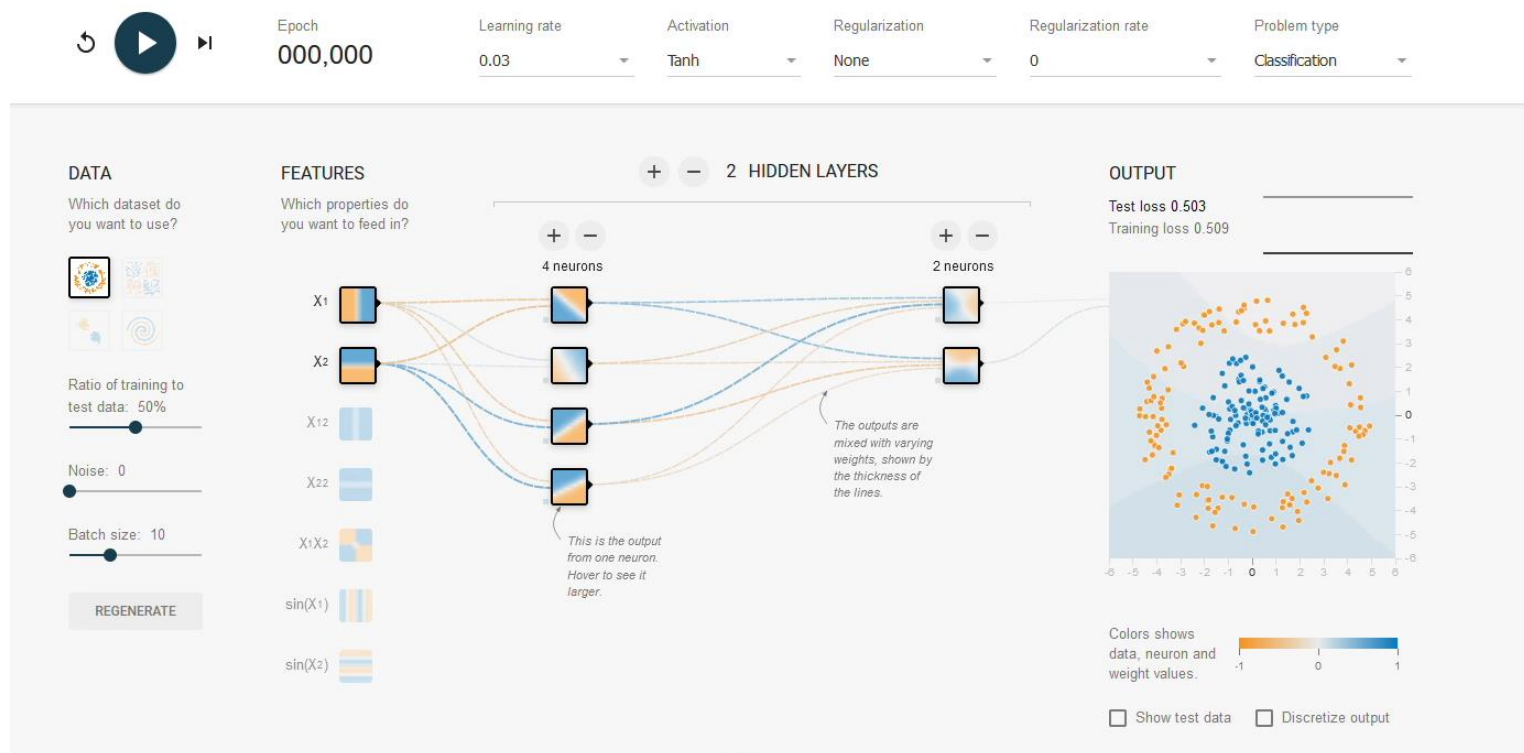 Epoch
000,000
Learning rate
0.03
Activation
Tanh
Regularization
None
Regularization rate
0
Problem type
Classification
DATA
Which dataset do
you want to use?
Ratio of training to
test data: 50%
Noise: 0
Batch size: 10
REGENERATE
FEATURES
Which properties do
you want to feed in?
X1
X2
X12
X22
X1X2
sin(X1)
sin(X2)
+ − 2 HIDDEN LAYERS
+ −
4 neurons
+ −
2 neurons
This is the output
from one neuron.
Hover to see it
larger.
The outputs are
mixed with varying
weights, shown by
the thickness of
the lines.
OUTPUT
Test loss 0.503
Training loss 0.509
6
5
4
3
2
1
0
-1
-2
-3
-4
-5
-6
-6 -5 -4 -3 -2 -1 0 1 2 3 4 5 6
Colors shows
data, neuron and
weight values.
-1 0 1
Show test data
Discretize output